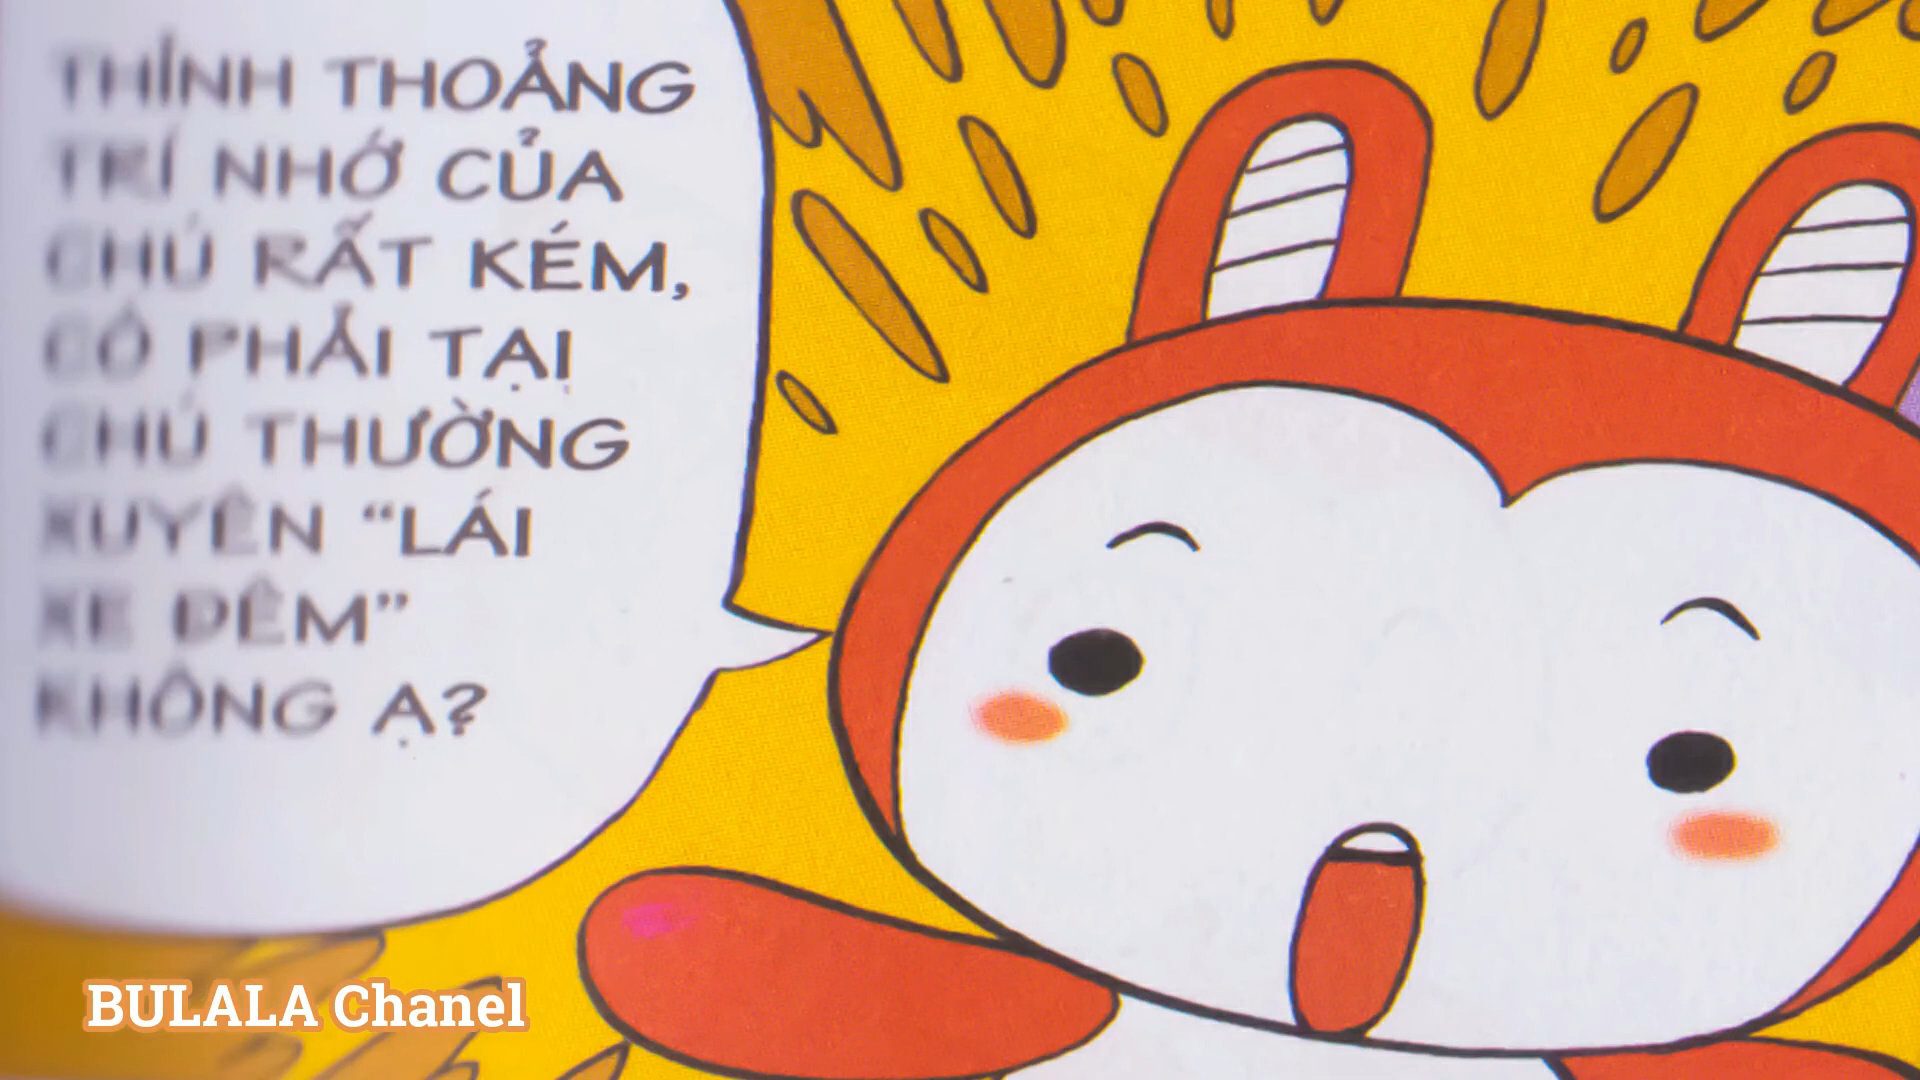 THỈNH THOẢNG
TRÍ NHỚ CỦA
CHÚ RẤT KÉM,
CÓ PHẢI TẠI
CHÚ THƯỜNG
XUYÊN “LÁI
XE ĐÊM”
KHÔNG Ạ?
BULALA Chanel